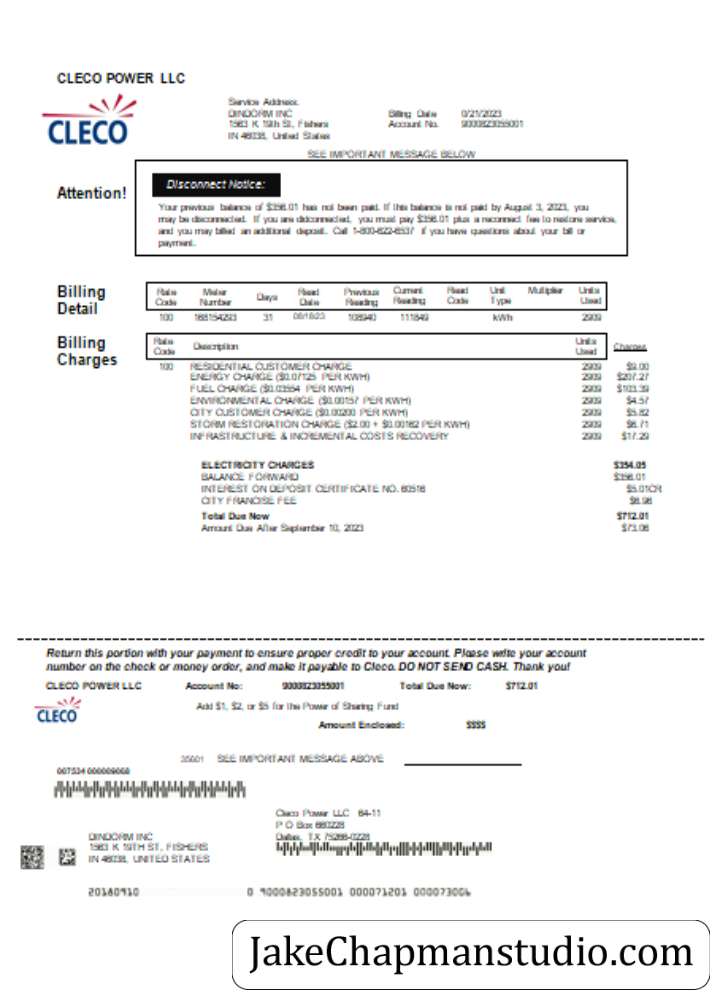 CLECO POWER LLC
CLECO
Service Address:
DINDORM INC
1563 K 19th St, Fishers
IN 46038, United States
Billing Date 0/21/2023
Account No. 9000823055001
SEE IMPORTANT MESSAGE BELOW
Attention!
Disconnect Notice:
Your previous balance of $356.01 has not been paid. If this balance is not paid by August 3, 2023, you
may be disconnected. If you are didconnected, you must pay $356.01 plus a reconnect fee to restore service,
and you may billed an additional deposit. Call 1-800-622-6537 if you have questions about your bill or
payment.
Billing Detail
Rate Code Meter Number Days Read Date Previous Reading Current Reading Read Code Unit Type Multiplier Units Used
100 168154293 31 08/18/23 108940 111849 kWh 2909
Billing Charges
Rate Code Description Units Used Charges
100 RESIDENTIAL CUSTOMER CHARGE 2909 $9.00
ENERGY CHARGE ($0.07125 PER KWH) 2909 $207.27
FUEL CHARGE ($0.03554 PER KWH) 2909 $103.39
ENVIRONMENTAL CHARGE ($0.00157 PER KWH) 2909 $4.57
CITY CUSTOMER CHARGE ($0.00200 PER KWH) 2909 $5.82
STORM RESTORATION CHARGE ($2.00 + $0.00162 PER KWH) 2909 $6.71
INFRASTRUCTURE & INCREMENTAL COSTS RECOVERY 2909 $17.29
ELECTRICITY CHARGES $354.05
BALANCE FORWARD $356.01
INTEREST ON DEPOSIT CERTIFICATE NO. 60516 $5.01CR
CITY FRANCISE FEE $6.96
Total Due Now $712.01
Amount Due After September 10, 2023 $73.06
Return this portion with your payment to ensure proper credit to your account. Please write your account
number on the check or money order, and make it payable to Cleco. DO NOT SEND CASH. Thank you!
CLECO POWER LLC Account No: 9000823055001 Total Due Now: $712.01
CLECO
Add $1, $2, or $5 for the Power of Sharing Fund
Amount Enclosed: $$$$
35601 SEE IMPORTANT MESSAGE ABOVE
007534 000009068
Cleco Power LLC 64-11
P O Box 660228
Dallas, TX 75266-0228
DINDORM INC
1563 K 19TH ST, FISHERS
IN 46038, UNITED STATES
20180910 0 9000823055001 000071201 000073006
JakeChapmanstudio.com